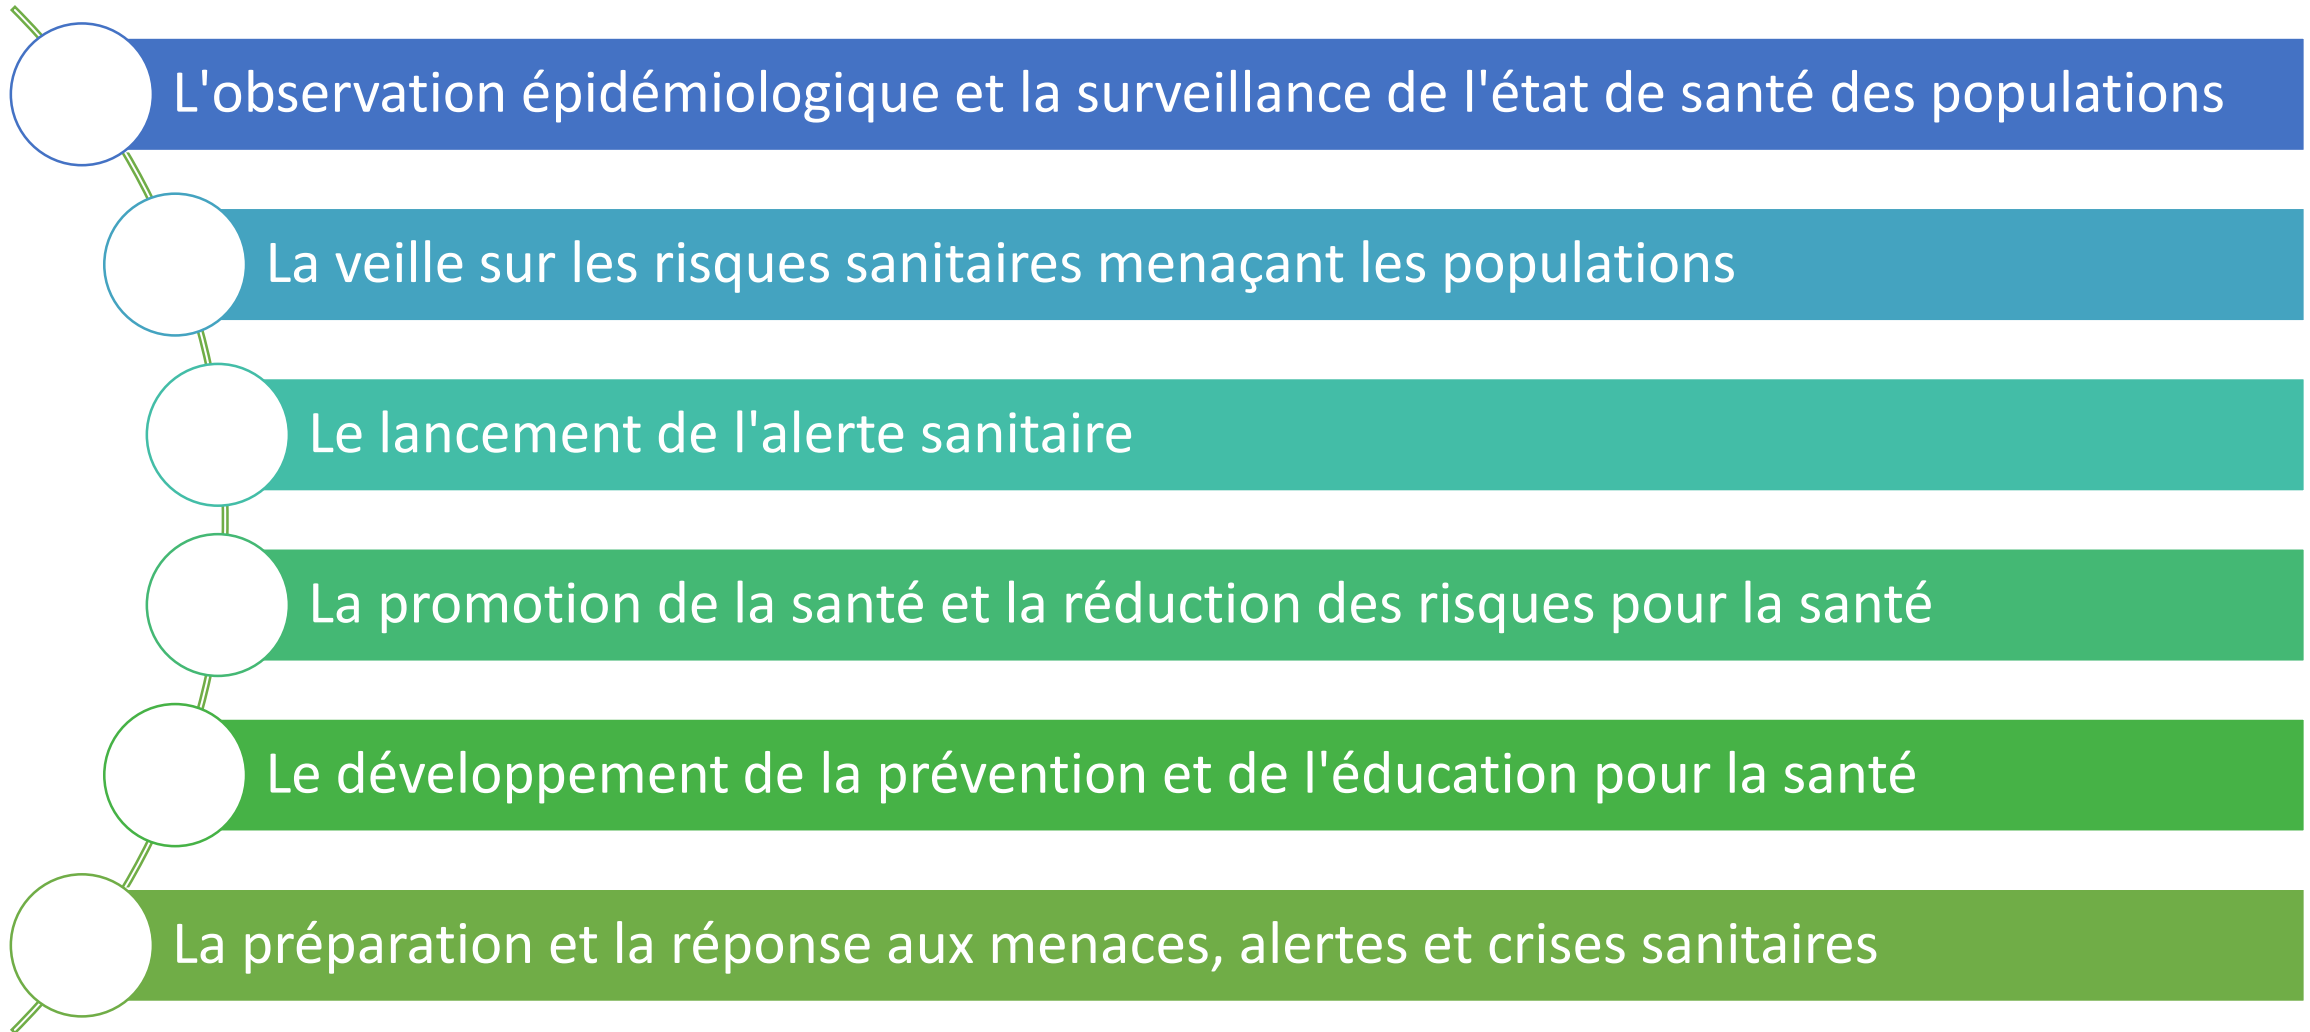 L'observation épidémiologique et la surveillance de l'état de santé des populations
La veille sur les risques sanitaires menaçant les populations
Le lancement de l'alerte sanitaire
La promotion de la santé et la réduction des risques pour la santé
Le développement de la prévention et de l'éducation pour la santé
La préparation et la réponse aux menaces, alertes et crises sanitaires